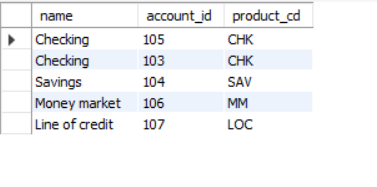 name account_id product_cd
Checking 105 CHK
Checking 103 CHK
Savings 104 SAV
Money market 106 MM
Line of credit 107 LOC